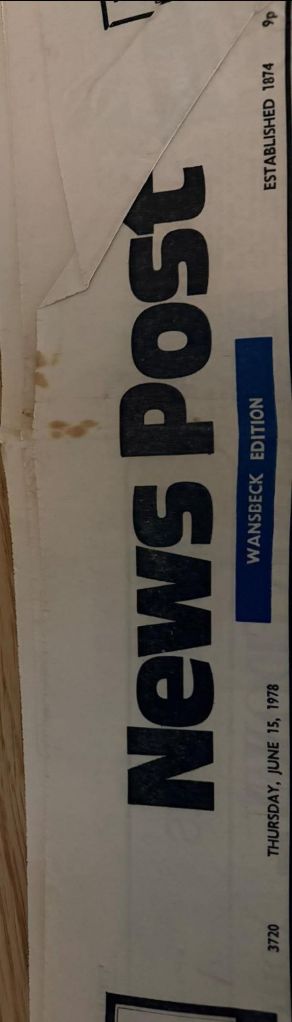 News Post
WANSBECK EDITION
3720 THURSDAY, JUNE 15, 1978 ESTABLISHED 1874 9p